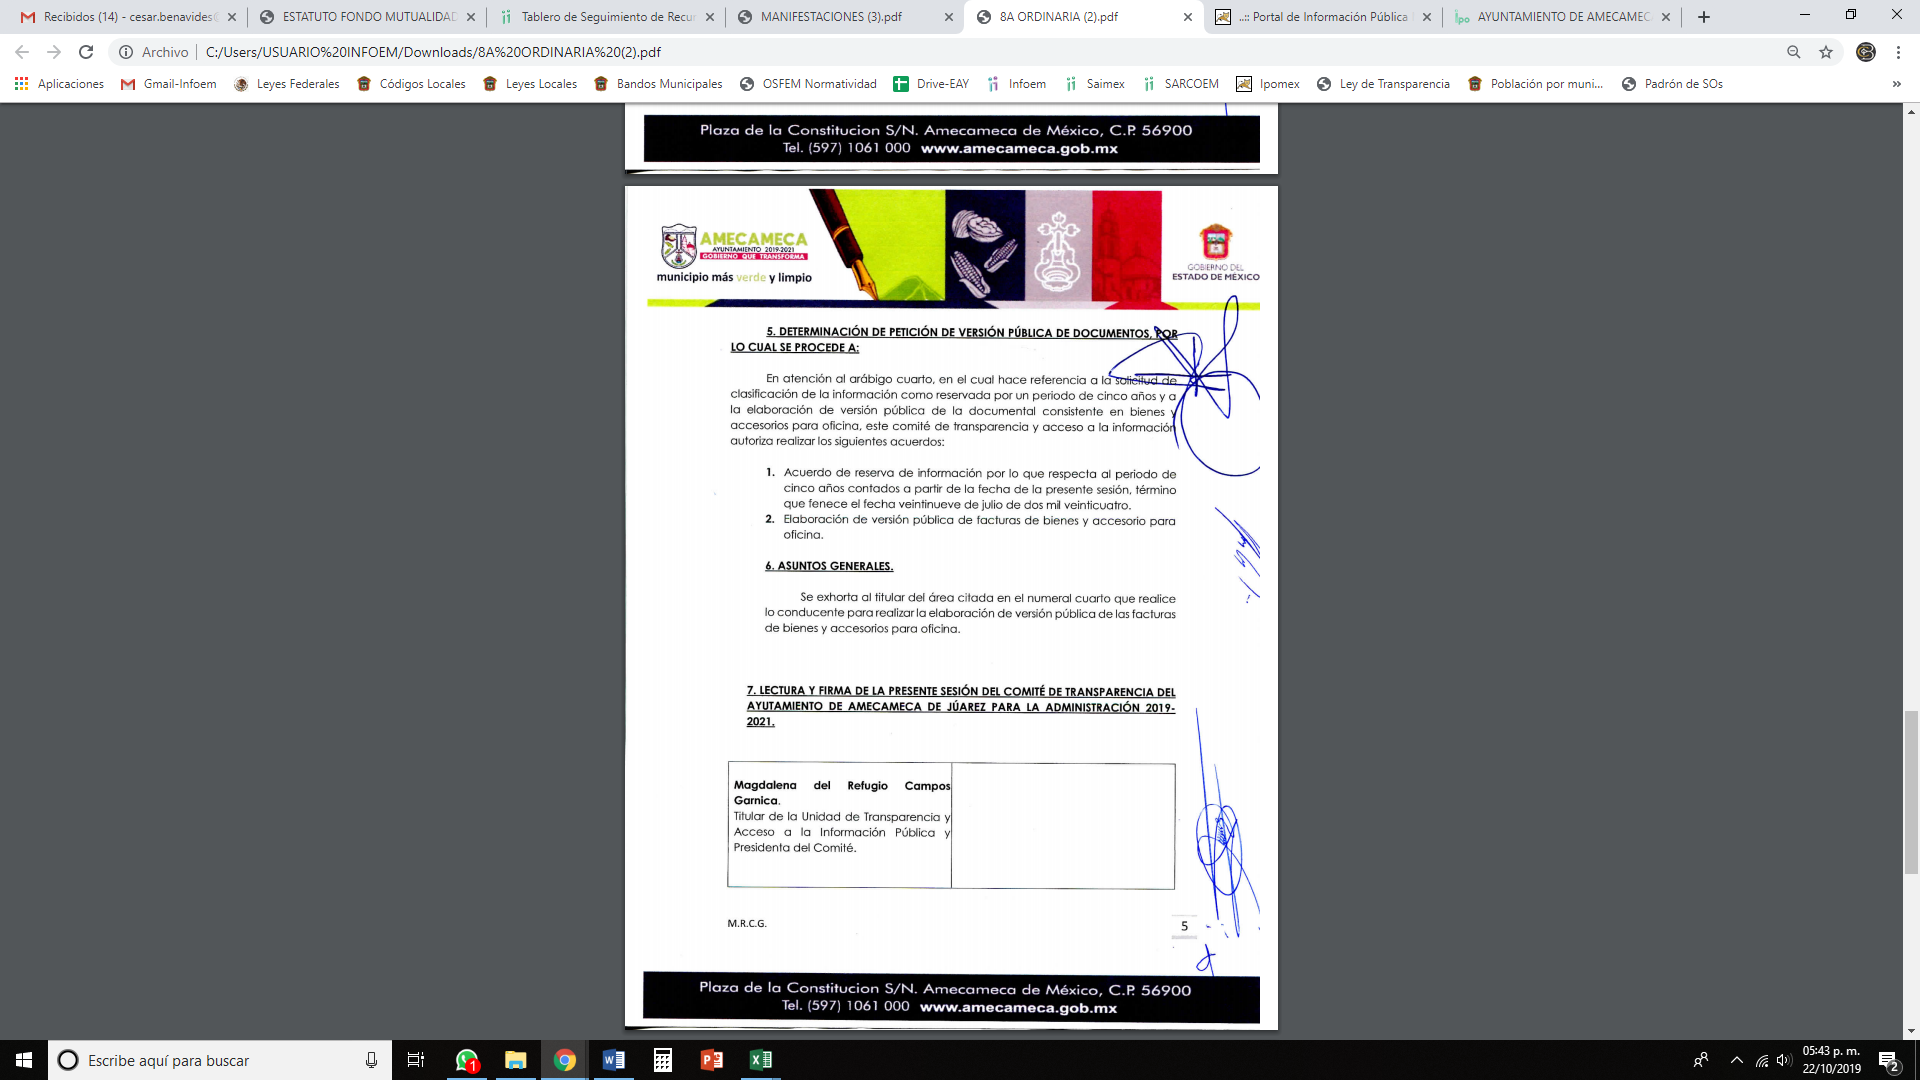 Recibidos (14) - cesar.benavides
ESTATUTO FONDO MUTUALIDAD
Tablero de Seguimiento de Recur
MANIFESTACIONES (3).pdf
8A ORDINARIA (2).pdf
..:: Portal de Información Pública
AYUNTAMIENTO DE AMECAMEC
Archivo
C:/Users/USUARIO%20INFOEM/Downloads/8A%20ORDINARIA%20(2).pdf
Aplicaciones
Gmail-Infoem
Leyes Federales
Códigos Locales
Leyes Locales
Bandos Municipales
OSFEM Normatividad
Drive-EAY
Infoem
Saimex
SARCOEM
Ipomex
Ley de Transparencia
Población por muni...
Padrón de SOs
»
Plaza de la Constitucion S/N. Amecameca de México, C.P. 56900
Tel. (597) 1061 000 www.amecameca.gob.mx
AMECAMECA
AYUNTAMIENTO 2019-2021
GOBIERNO QUE TRANSFORMA
municipio más verde y limpio
GOBIERNO DEL
ESTADO DE MÉXICO
5. DETERMINACIÓN DE PETICIÓN DE VERSIÓN PÚBLICA DE DOCUMENTOS, POR
LO CUAL SE PROCEDE A:
En atención al arábigo cuarto, en el cual hace referencia a la solicitud de
clasificación de la información como reservada por un periodo de cinco años y a
la elaboración de versión pública de la documental consistente en bienes y
accesorios para oficina, este comité de transparencia y acceso a la información
autoriza realizar los siguientes acuerdos:
1. Acuerdo de reserva de información por lo que respecta al periodo de
cinco años contados a partir de la fecha de la presente sesión, término
que fenece el fecha veintinueve de julio de dos mil veinticuatro.
2. Elaboración de versión pública de facturas de bienes y accesorio para
oficina.
6. ASUNTOS GENERALES.
Se exhorta al titular del área citada en el numeral cuarto que realice
lo conducente para realizar la elaboración de versión pública de las facturas
de bienes y accesorios para oficina.
7. LECTURA Y FIRMA DE LA PRESENTE SESIÓN DEL COMITÉ DE TRANSPARENCIA DEL
AYUTAMIENTO DE AMECAMECA DE JÚAREZ PARA LA ADMINISTRACIÓN 2019-
2021.
Magdalena del Refugio Campos
Garnica.
Titular de la Unidad de Transparencia y
Acceso a la Información Pública y
Presidenta del Comité.
M.R.C.G.
5
Plaza de la Constitucion S/N. Amecameca de México, C.P. 56900
Tel. (597) 1061 000 www.amecameca.gob.mx
Escribe aquí para buscar
1
05:43 p. m.
22/10/2019
2